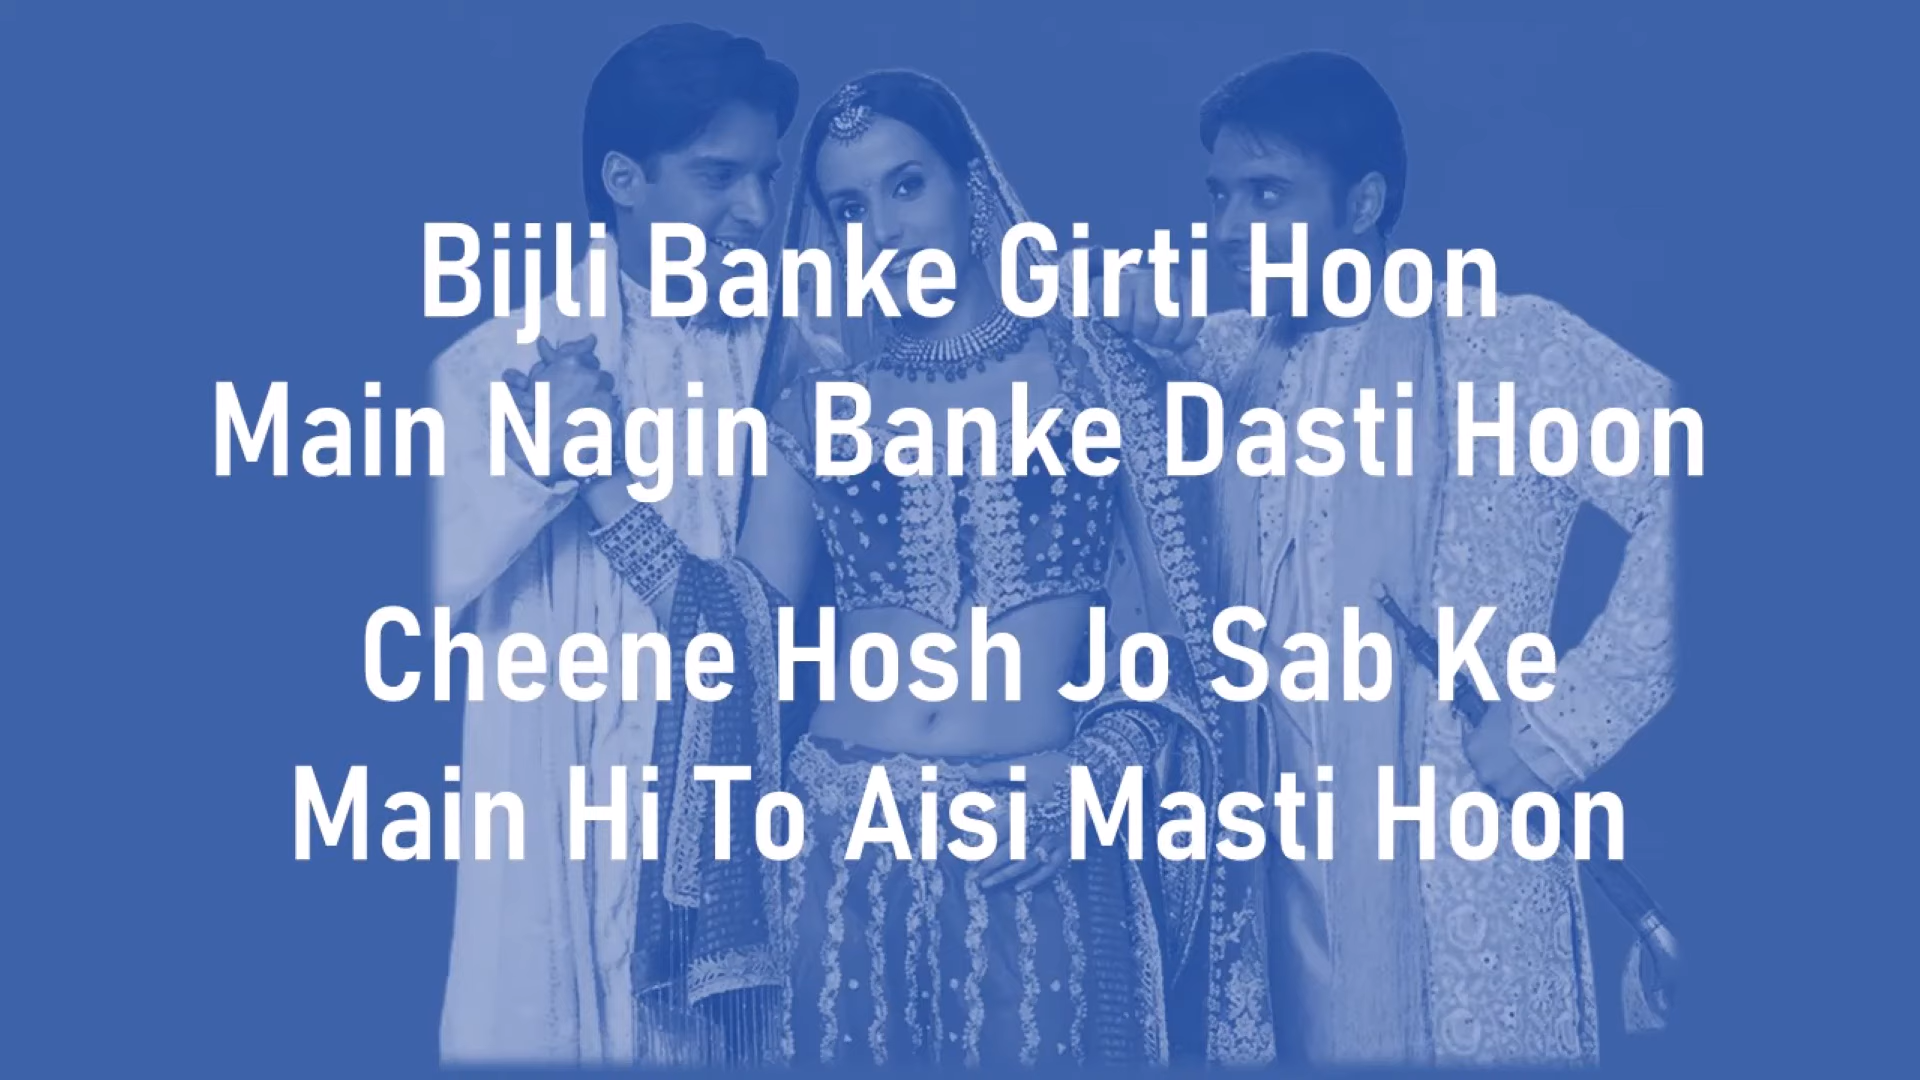 Bijli Banke Girti Hoon
Main Nagin Banke Dasti Hoon
Cheene Hosh Jo Sab Ke
Main Hi To Aisi Masti Hoon